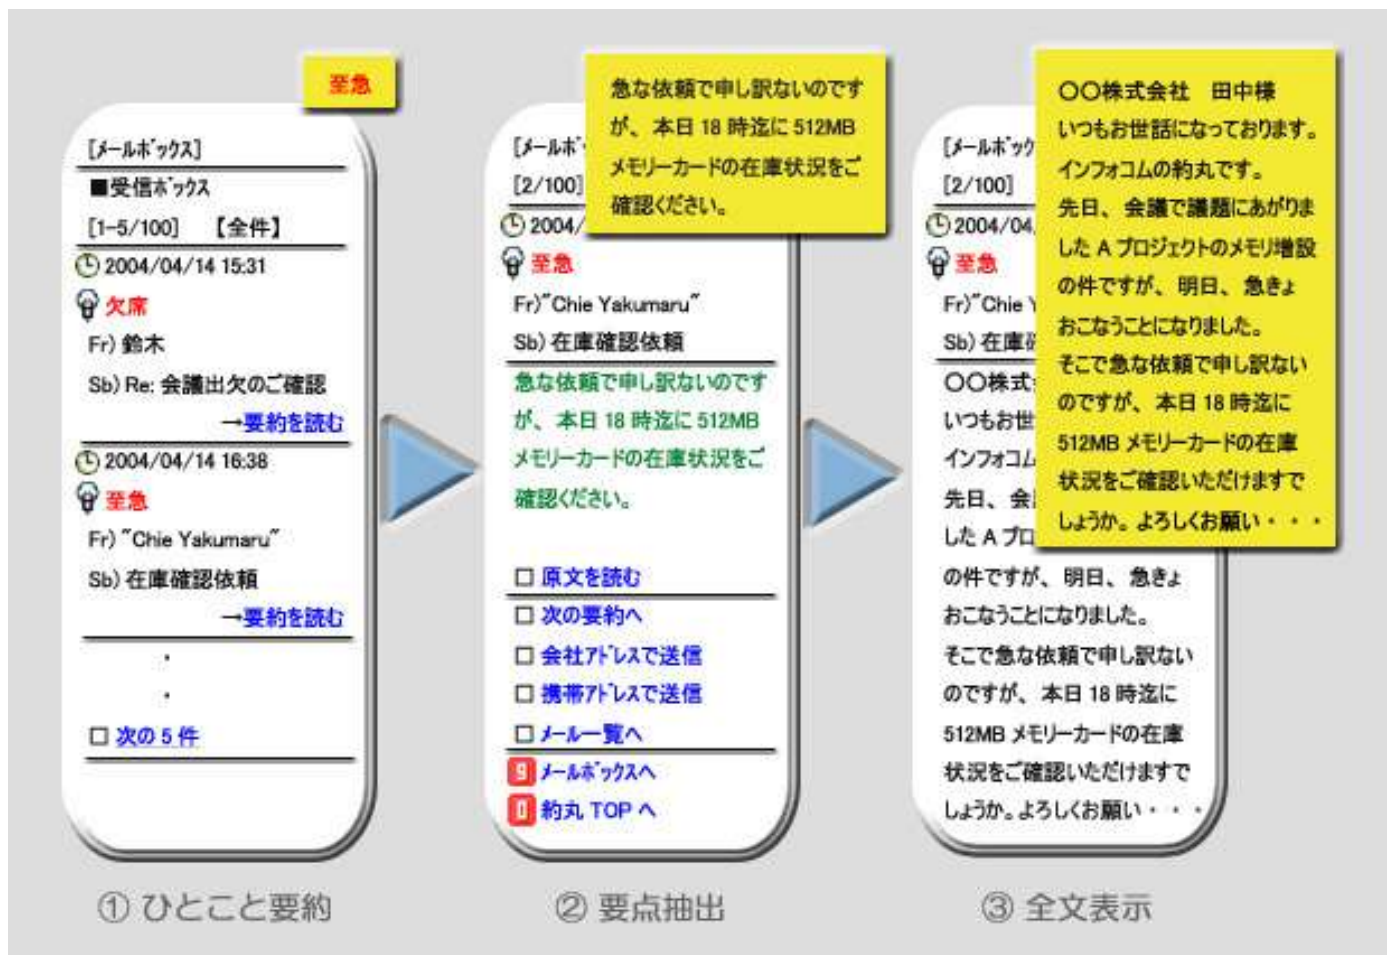 至急
[メールボックス]
■受信ボックス
[1-5/100] 【全件】
2004/04/14 15:31
欠席
Fr) 鈴木
Sb) Re: 会議出欠のご確認
→要約を読む
2004/04/14 16:38
至急
Fr) "Chie Yakumaru"
Sb) 在庫確認依頼
→要約を読む
・
・
□ 次の 5 件
① ひとこと要約
急な依頼で申し訳ないのです
が、本日 18 時迄に 512MB
メモリーカードの在庫状況をご
確認ください。
[メールボ
[2/100]
2004/
至急
Fr)"Chie Yakumaru"
Sb) 在庫確認依頼
急な依頼で申し訳ないのです
が、本日 18 時迄に 512MB
メモリーカードの在庫状況をご
確認ください。
□ 原文を読む
□ 次の要約へ
□ 会社アドレスで送信
□ 携帯アドレスで送信
□ メール一覧へ
9 メールボックスへ
0 約丸 TOP へ
② 要点抽出
〇〇株式会社 田中様
いつもお世話になっております。
インフォコムの約丸です。
先日、会議で議題にあがりま
した A プロジェクトのメモリ増設
の件ですが、明日、急きょ
おこなうことになりました。
そこで急な依頼で申し訳ない
のですが、本日 18 時迄に
512MB メモリーカードの在庫
状況をご確認いただけますで
しょうか。よろしくお願い・・・
[メールボック
[2/100]
2004/04
至急
Fr)"Chie
Sb) 在庫
〇〇株式
いつもお世
インフォコム
先日、会
した A プロ
の件ですが、明日、急きょ
おこなうことになりました。
そこで急な依頼で申し訳ない
のですが、本日 18 時迄に
512MB メモリーカードの在庫
状況をご確認いただけますで
しょうか。よろしくお願い・・・
③ 全文表示